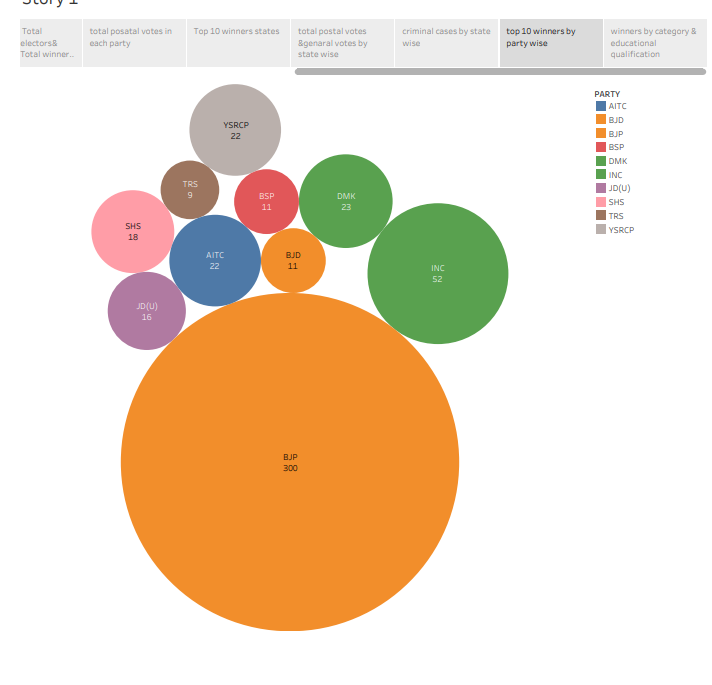 Story 1
Total
electors&
Total winner..
total posatal votes in
each party
Top 10 winners states
total postal votes
&genaral votes by
state wise
criminal cases by state
wise
top 10 winners by
party wise
winners by category &
educational
qualification
PARTY
AITC
BJD
BJP
BSP
DMK
INC
JD(U)
SHS
TRS
YSRCP
YSRCP
22
TRS
9
BSP
11
DMK
23
SHS
18
AITC
22
BJD
11
INC
52
JD(U)
16
BJP
300